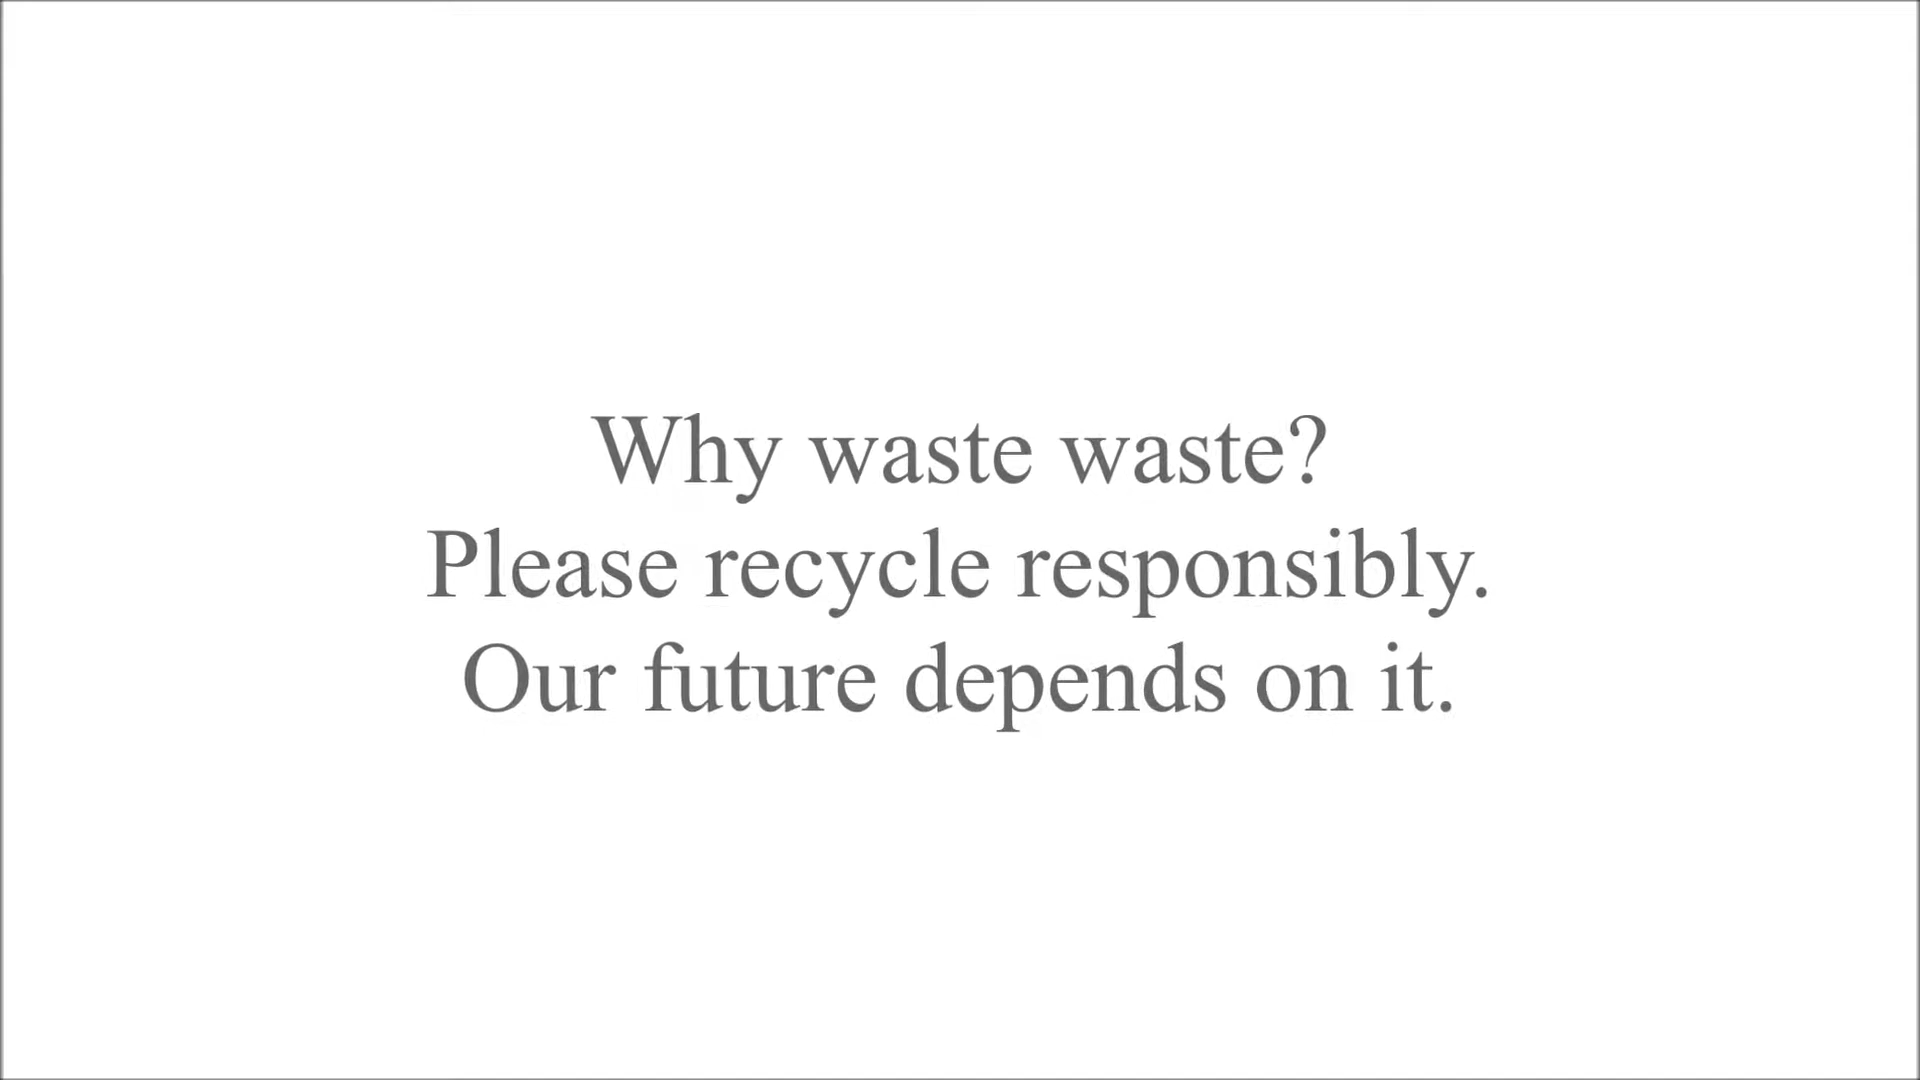 Why waste waste?
Please recycle responsibly.
Our future depends on it.